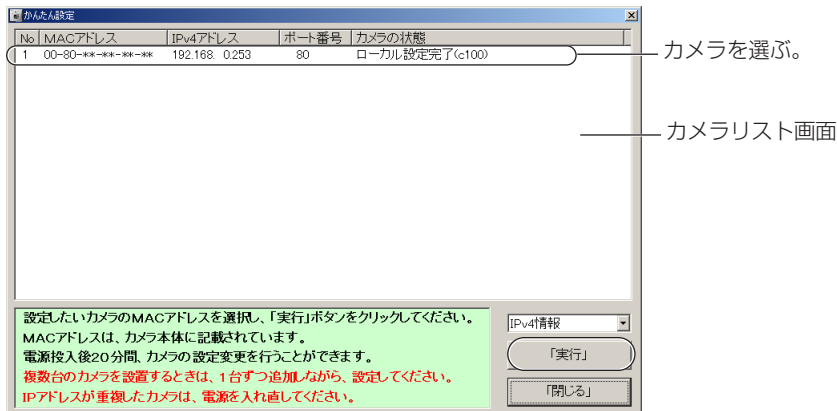 かんたん設定
No MACアドレス IPv4アドレス ポート番号 カメラの状態
1 00-80-**-**-**-** 192.168. 0.253 80 ローカル設定完了(c100)
カメラを選ぶ。
カメラリスト画面
設定したいカメラのMACアドレスを選択し、「実行」ボタンをクリックしてください。
MACアドレスは、カメラ本体に記載されています。
電源投入後20分間、カメラの設定変更を行うことができます。
複数台のカメラを設置するときは、1台ずつ追加しながら、設定してください。
IPアドレスが重複したカメラは、電源を入れ直してください。
IPv4情報
「実行」
「閉じる」